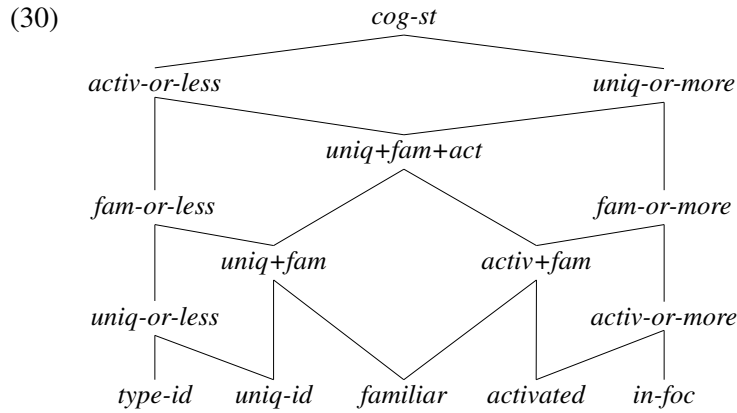 (30) cog-st
activ-or-less uniq-or-more
uniq+fam+act
fam-or-less fam-or-more
uniq+fam activ+fam
uniq-or-less activ-or-more
type-id uniq-id familiar activated in-foc